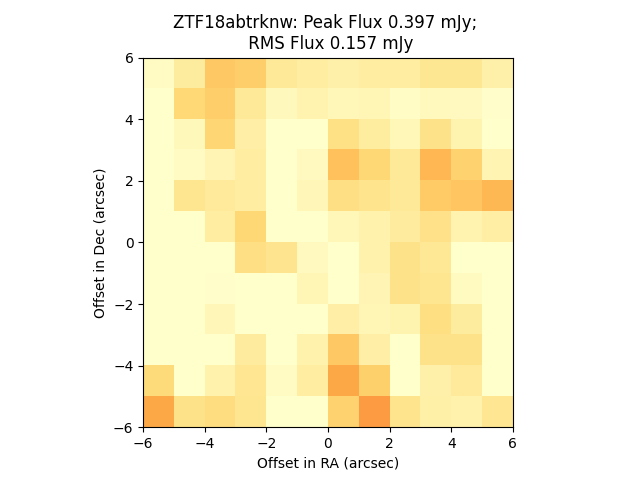 ZTF18abtrknw: Peak Flux 0.397 mJy;
RMS Flux 0.157 mJy
6
4
2
0
−2
−4
−6
Offset in Dec (arcsec)
−6 −4 −2 0 2 4 6
Offset in RA (arcsec)